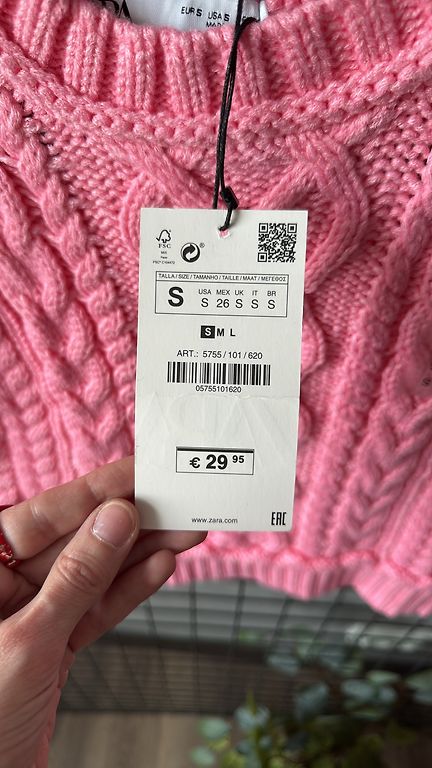 EUR S USA S
FSC
TALLA / SIZE / TAMANHO / TAILLE / MAAT / ΜΕΓΕΘΟΣ
S
USA MEX UK IT BR
S 26 S S S
S M L
ART.: 5755 / 101 / 620
05755101620
€ 29 95
www.zara.com
EAC